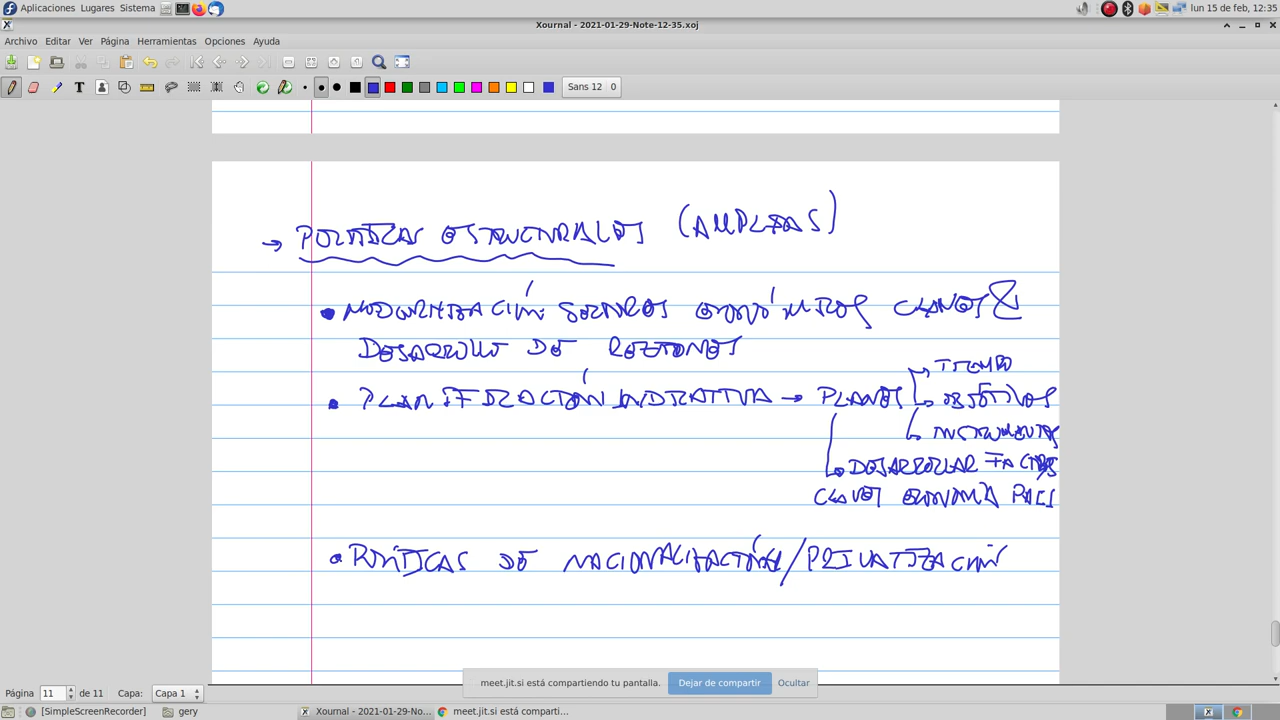 Aplicaciones Lugares Sistema lun 15 de feb, 12:35
Xournal - 2021-01-29-Note-12-35.xoj
Archivo Editar Ver Página Herramientas Opciones Ayuda
Sans 12 0
→ POLITICAS ESTRUCTURALES (AMPLIAS)
• MODERNIZACIÓN SECTORES ECONÓMICOS CLAVES &
DESARROLLO DE REGIONES
TIEMPO
• PLANIFICACIÓN INDICATIVA → PLANES OBJETIVOS
INSTRUMENTOS
DESARROLLAR FACTORES
CLAVES ECONOMÍA PAIS
• POLÍTICAS DE NACIONALIZACIÓN/PRIVATIZACIÓN
meet.jit.si está compartiendo tu pantalla. Dejar de compartir Ocultar
Página 11 de 11 Capa: Capa 1
[SimpleScreenRecorder] gery Xournal - 2021-01-29-No... meet.jit.si está comparti...